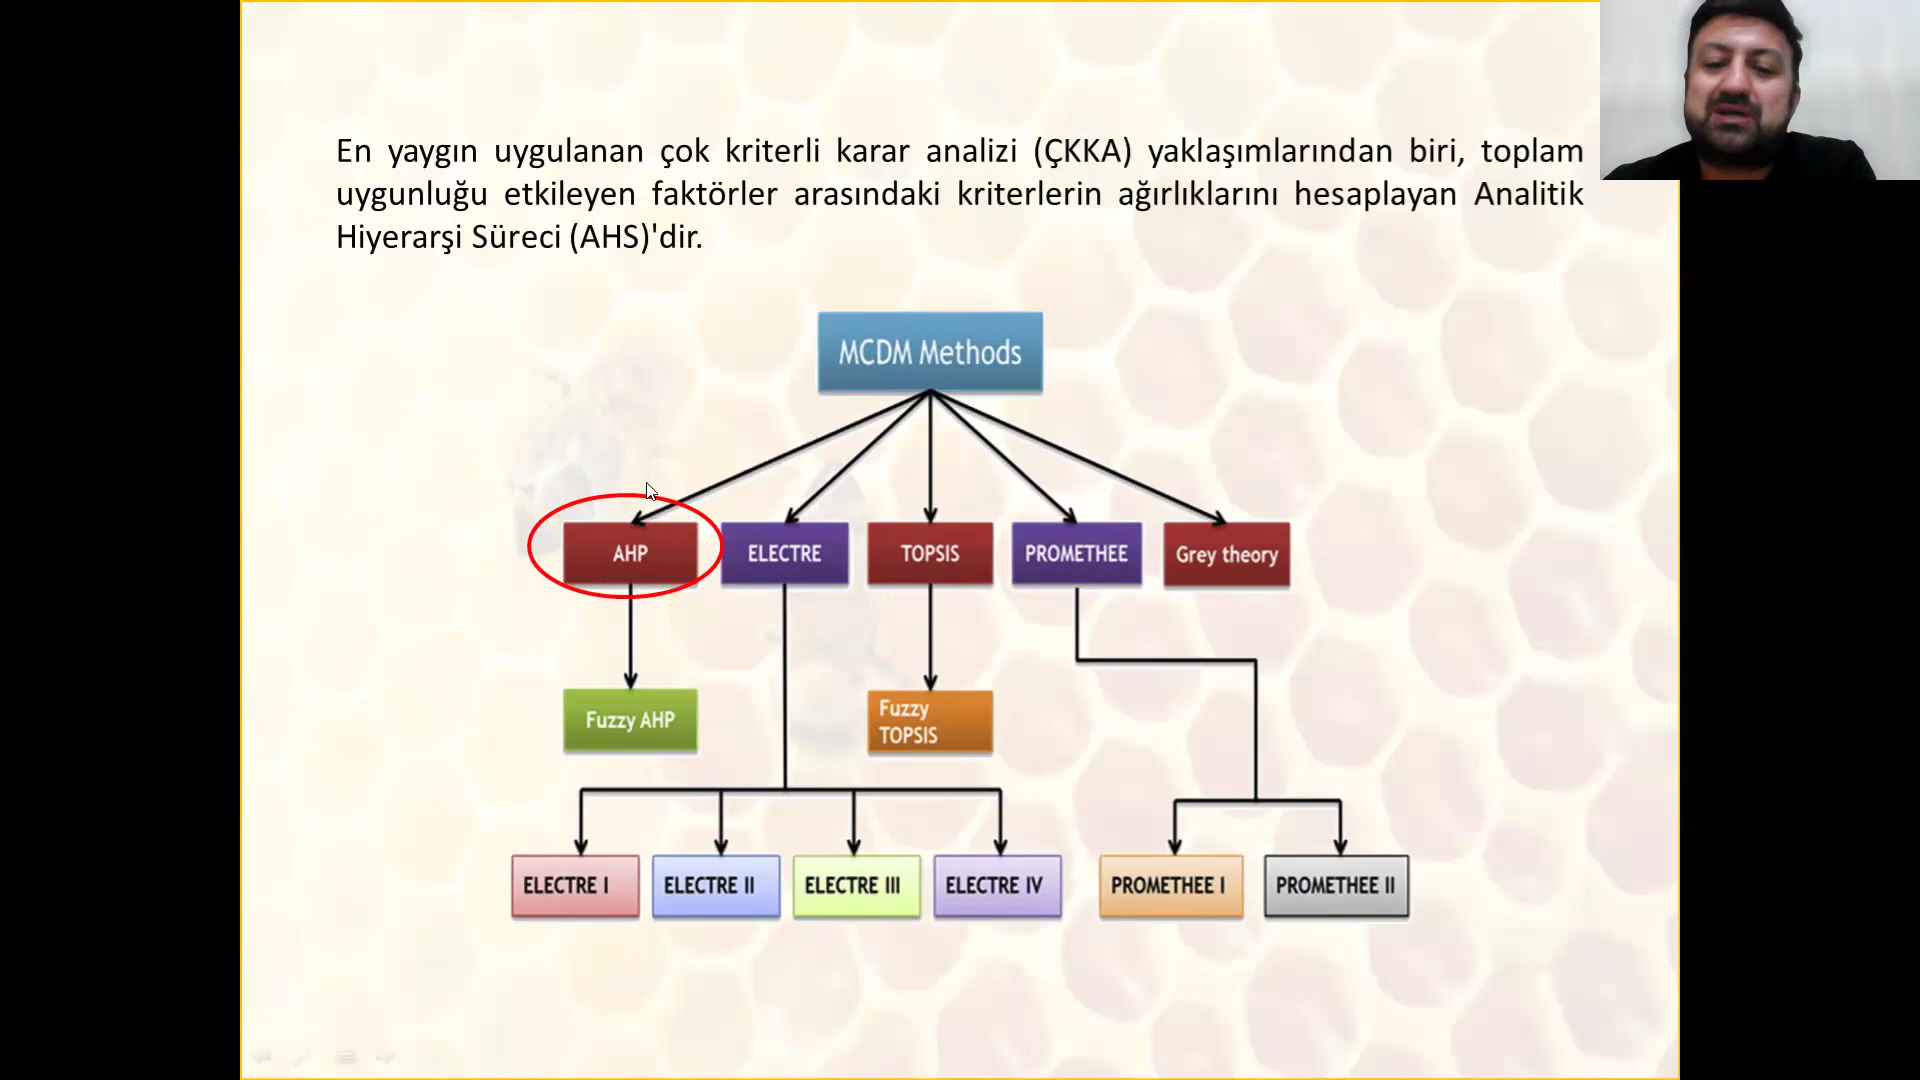 En yaygın uygulanan çok kriterli karar analizi (ÇKKA) yaklaşımlarından biri, toplam
uygunluğu etkileyen faktörler arasındaki kriterlerin ağırlıklarını hesaplayan Analitik
Hiyerarşi Süreci (AHS)'dir.
MCDM Methods
AHP
ELECTRE
TOPSIS
PROMETHEE
Grey theory
Fuzzy AHP
Fuzzy
TOPSIS
ELECTRE I
ELECTRE II
ELECTRE III
ELECTRE IV
PROMETHEE I
PROMETHEE II